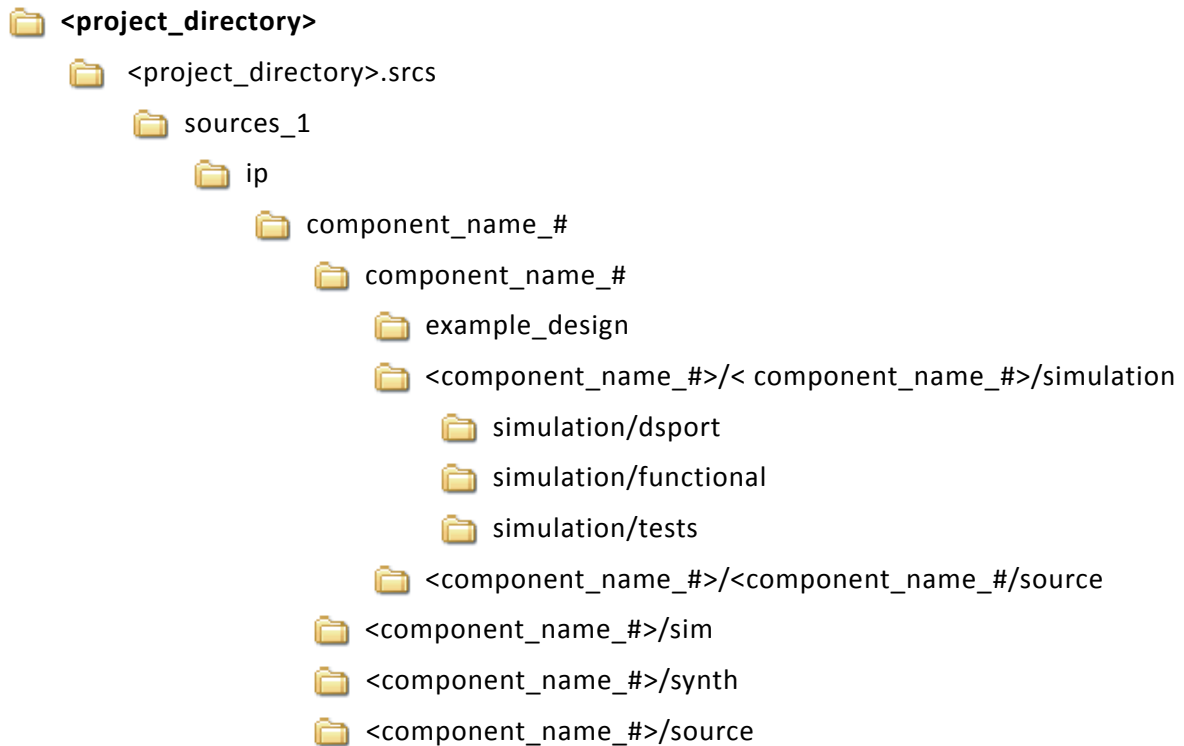 <project_directory>
<project_directory>.srcs
sources_1
ip
component_name_#
component_name_#
example_design
<component_name_#>/< component_name_#>/simulation
simulation/dsport
simulation/functional
simulation/tests
<component_name_#>/<component_name_#/source
<component_name_#>/sim
<component_name_#>/synth
<component_name_#>/source